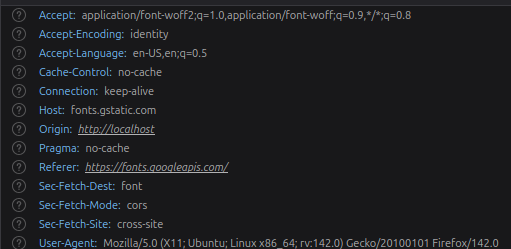 Accept: application/font-woff2;q=1.0,application/font-woff;q=0.9,*/*;q=0.8
Accept-Encoding: identity
Accept-Language: en-US,en;q=0.5
Cache-Control: no-cache
Connection: keep-alive
Host: fonts.gstatic.com
Origin: http://localhost
Pragma: no-cache
Referer: https://fonts.googleapis.com/
Sec-Fetch-Dest: font
Sec-Fetch-Mode: cors
Sec-Fetch-Site: cross-site
User-Agent: Mozilla/5.0 (X11; Ubuntu; Linux x86_64; rv:142.0) Gecko/20100101 Firefox/142.0